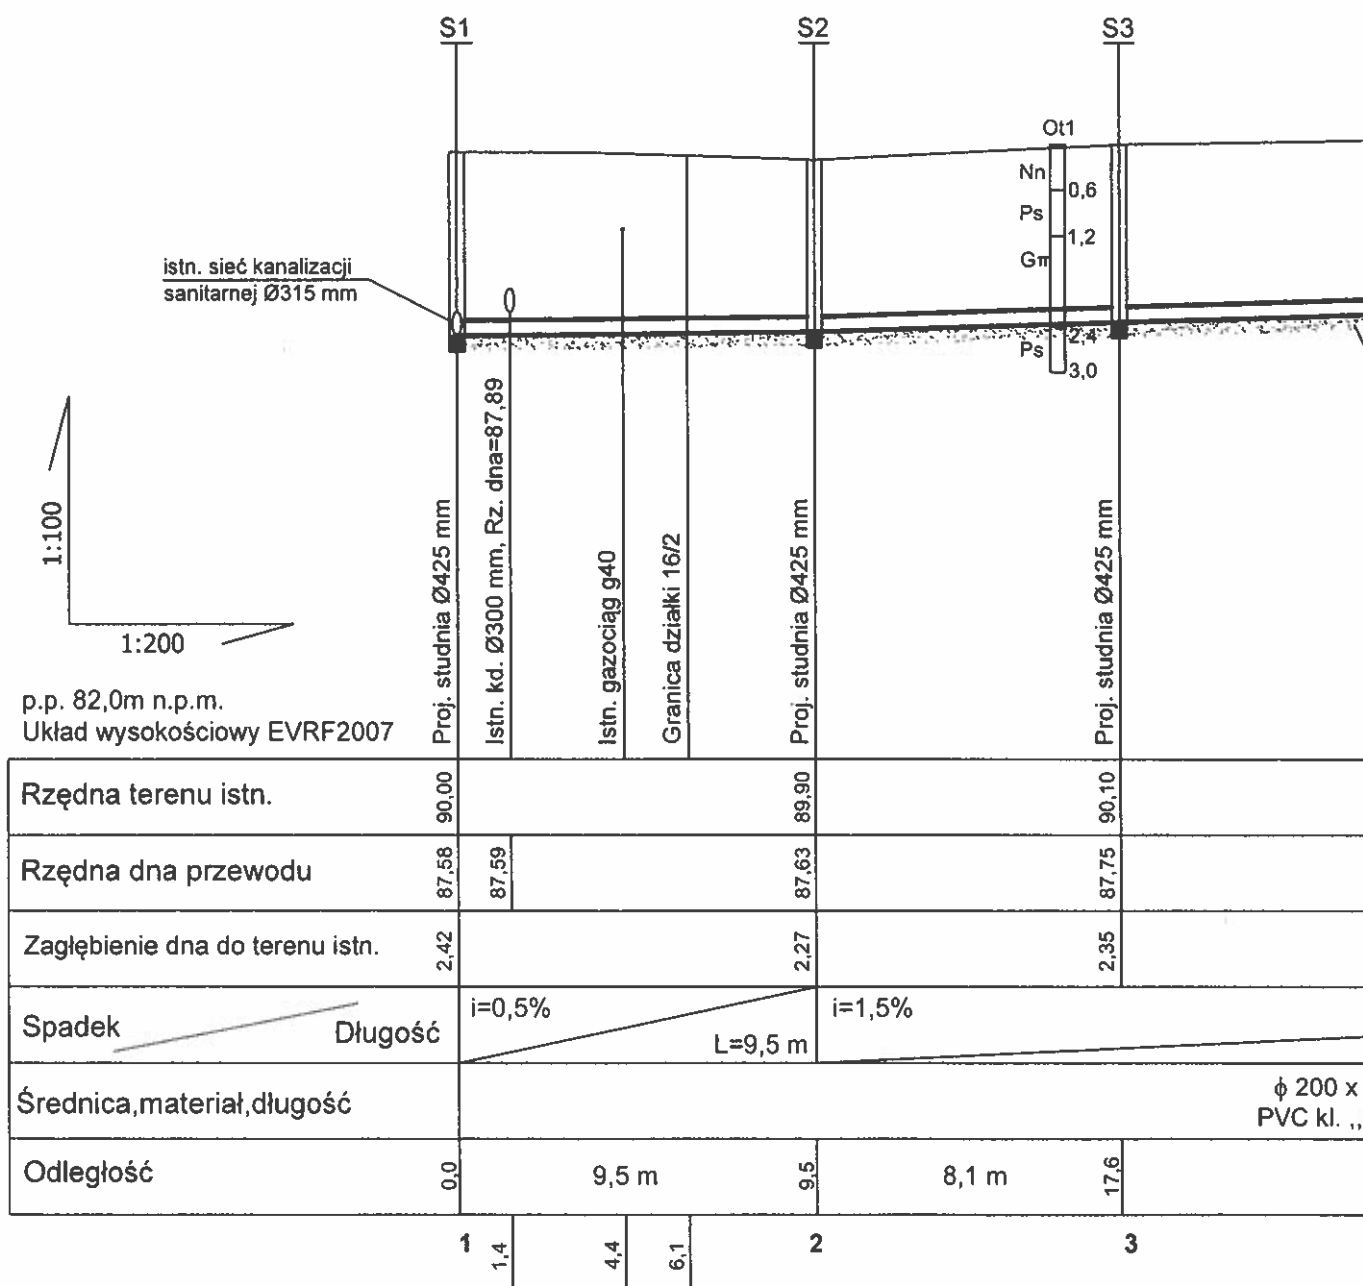 S1
S2
S3
Ot1
Nn
0,6
Ps
1,2
Gπ
istn. sieć kanalizacji
sanitarnej Ø315 mm
2,4
Ps
3,0
1:100
1:200
Proj. studnia Ø425 mm
Istn. kd. Ø300 mm, Rz. dna=87,89
Istn. gazociąg g40
Granica działki 16/2
Proj. studnia Ø425 mm
Proj. studnia Ø425 mm
p.p. 82,0m n.p.m.
Układ wysokościowy EVRF2007
Rzędna terenu istn. 90,00 89,90 90,10
Rzędna dna przewodu 87,58 87,59 87,63 87,75
Zagłębienie dna do terenu istn. 2,42 2,27 2,35
Spadek Długość i=0,5% L=9,5 m i=1,5%
Średnica,materiał,długość
ϕ 200 x
PVC kl. ,,
Odległość 0,0 9,5 m 9,5 8,1 m 17,6
1 1,4 4,4 6,1 2 3